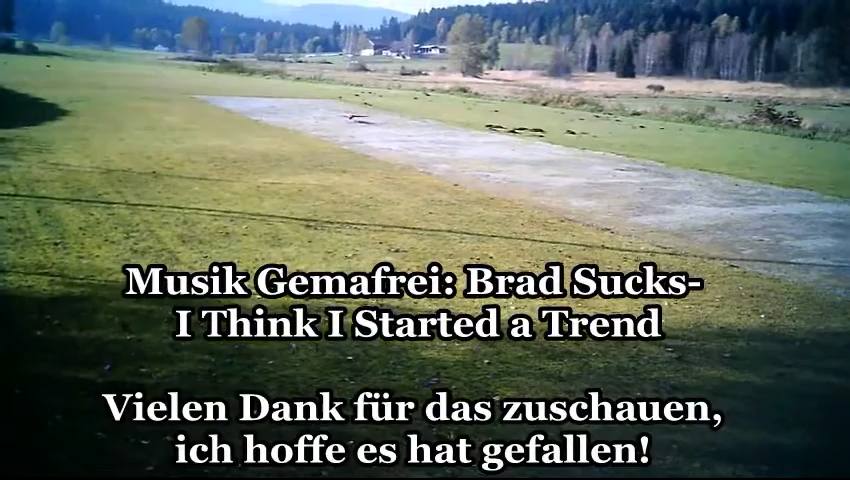 Musik Gemafrei: Brad Sucks-
I Think I Started a Trend
Vielen Dank für das zuschauen,
ich hoffe es hat gefallen!